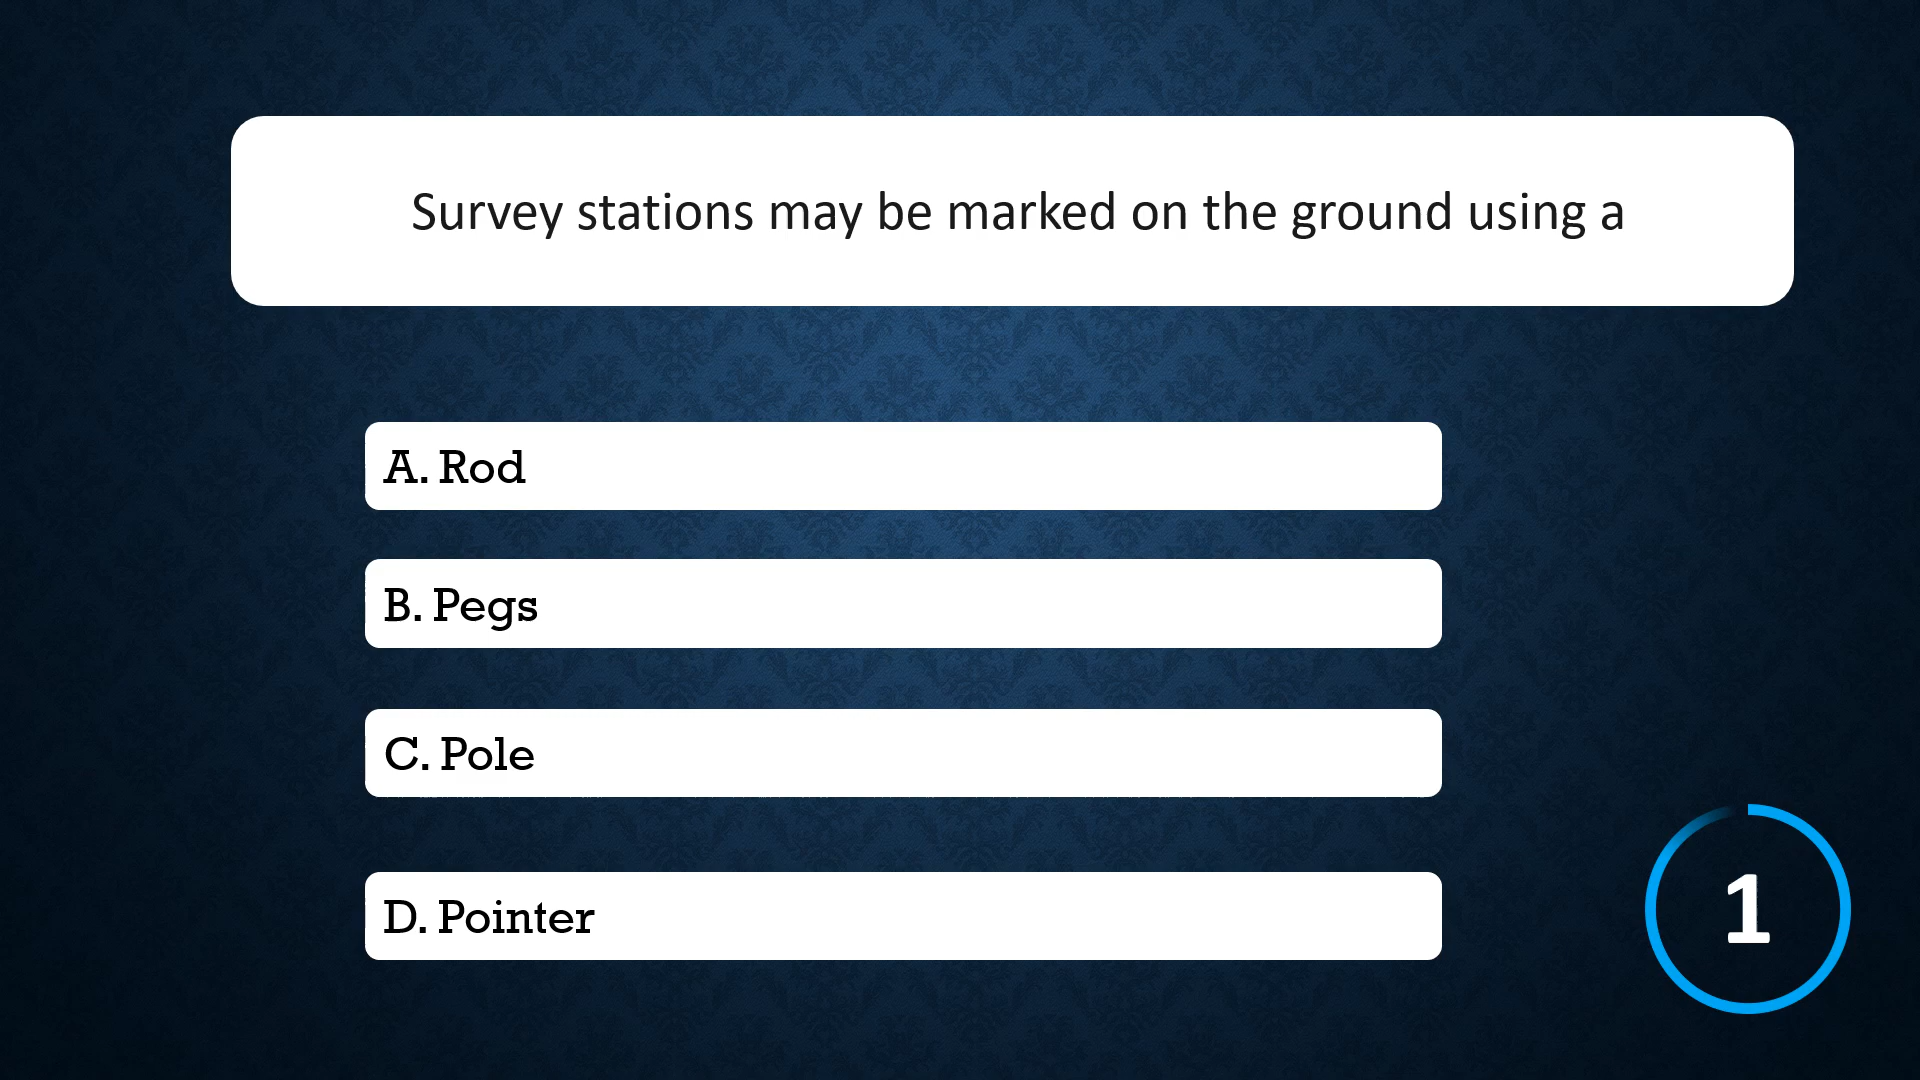 Survey stations may be marked on the ground using a
A. Rod
B. Pegs
C. Pole
D. Pointer
1